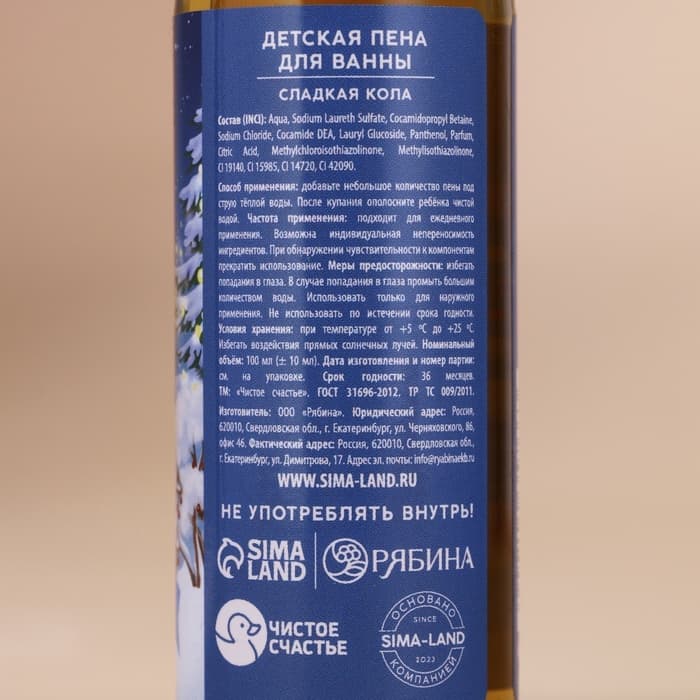 ДЕТСКАЯ ПЕНА
ДЛЯ ВАННЫ
СЛАДКАЯ КОЛА
Состав (INCI): Aqua, Sodium Laureth Sulfate, Cocamidopropyl Betaine,
Sodium Chloride, Cocamide DEA, Lauryl Glucoside, Panthenol, Parfum,
Citric Acid, Methylchloroisothiazolinone, Methylisothiazolinone,
CI 19140, CI 15985, CI 14720, CI 42090.
Способ применения: добавьте небольшое количество пены под
струю тёплой воды. После купания ополосните ребёнка чистой
водой. Частота применения: подходит для ежедневного
применения. Возможна индивидуальная непереносимость
ингредиентов. При обнаружении чувствительности к компонентам
прекратить использование. Меры предосторожности: избегать
попадания в глаза. В случае попадания в глаза промыть большим
количеством воды. Использовать только для наружного
применения. Не использовать по истечении срока годности.
Условия хранения: при температуре от +5 ºС до +25 ºС.
Избегать воздействия прямых солнечных лучей. Номинальный
объём: 100 мл (± 10 мл). Дата изготовления и номер партии:
см. на упаковке. Срок годности: 36 месяцев.
ТМ: «Чистое счастье». ГОСТ 31696-2012. ТР ТС 009/2011.
Изготовитель: ООО «Рябина». Юридический адрес: Россия,
620010, Свердловская обл., г. Екатеринбург, ул. Черняховского, 86,
офис 46. Фактический адрес: Россия, 620010, Свердловская обл.,
г. Екатеринбург, ул. Димитрова, 17. Адрес эл. почты: info@ryabinaekb.ru
WWW.SIMA-LAND.RU
НЕ УПОТРЕБЛЯТЬ ВНУТРЬ!
SIMA
LAND
РЯБИНА
ЧИСТОЕ
СЧАСТЬЕ
ОСНОВАНО
SINCE
SIMA-LAND
2023
КОМПАНИЕЙ